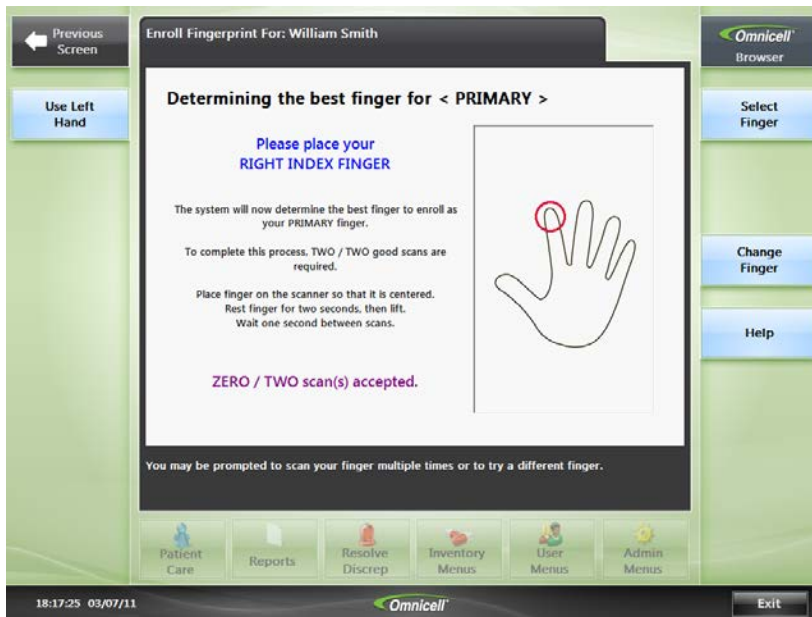 Previous
Screen
Enroll Fingerprint For: William Smith
Omnicell
Browser
Use Left
Hand
Determining the best finger for < PRIMARY >
Select
Finger
Please place your
RIGHT INDEX FINGER
The system will now determine the best finger to enroll as
your PRIMARY finger.
To complete this process, TWO / TWO good scans are
required.
Change
Finger
Place finger on the scanner so that it is centered.
Rest finger for two seconds, then lift.
Wait one second between scans.
Help
ZERO / TWO scan(s) accepted.
You may be prompted to scan your finger multiple times or to try a different finger.
Patient
Care
Reports
Resolve
Discrep
Inventory
Menus
User
Menus
Admin
Menus
18:17:25 03/07/11
Omnicell
Exit